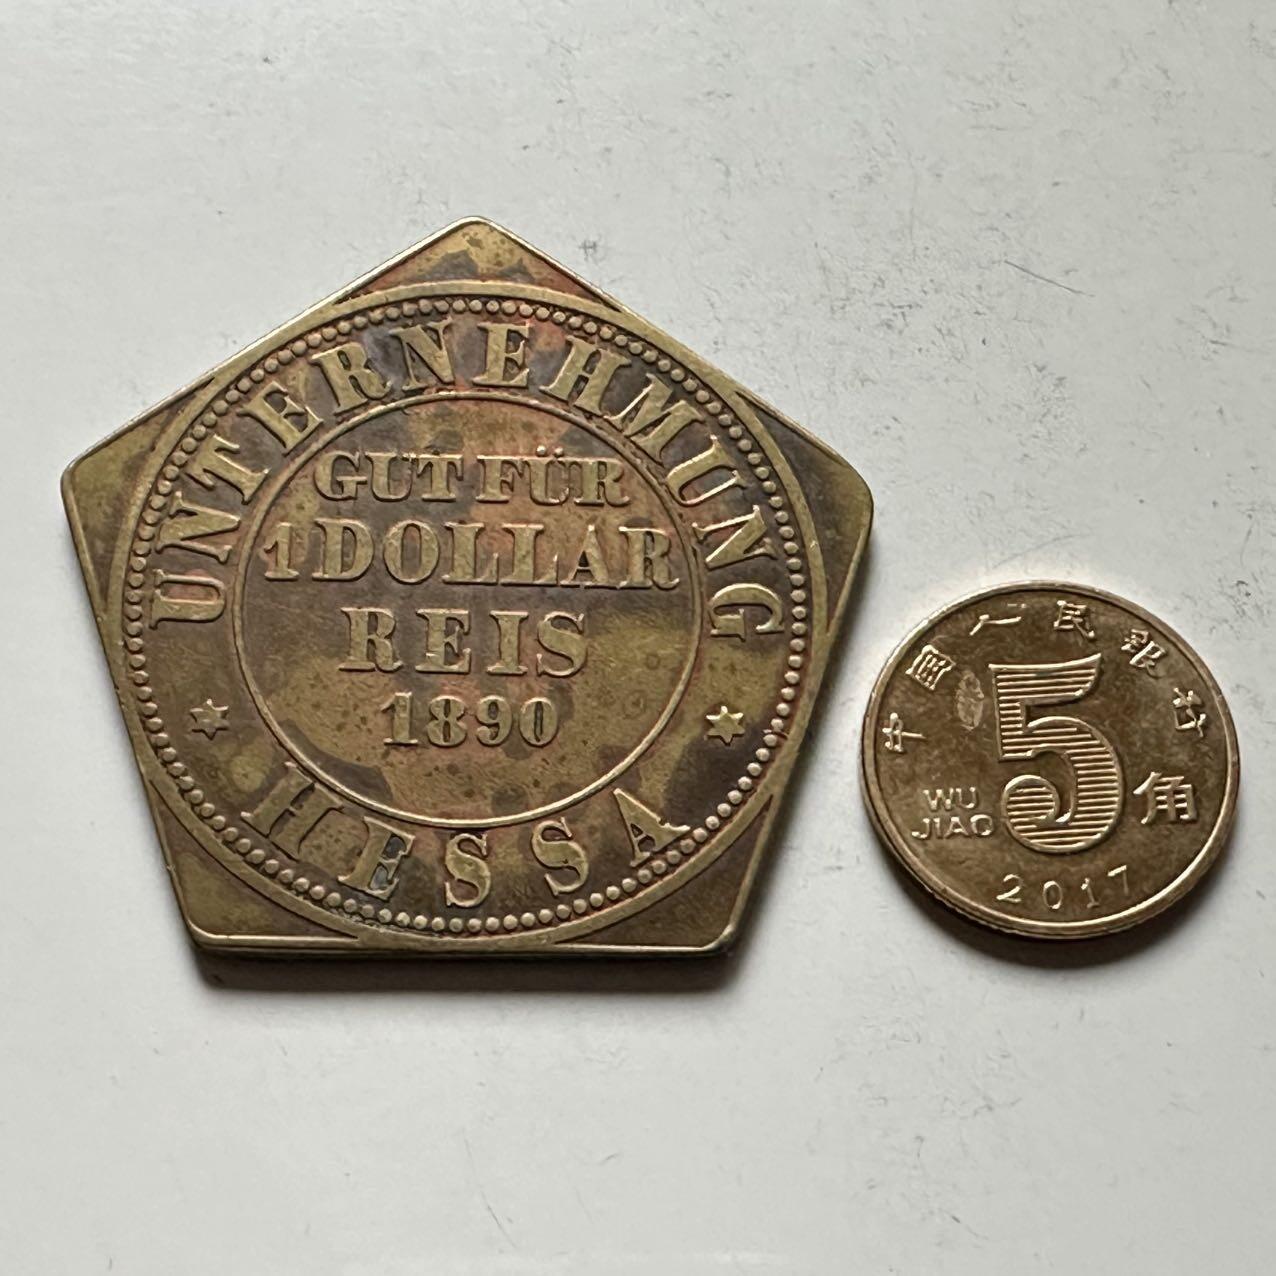 UNTERNEHMUNG
GUT FÜR
1 DOLLAR
REIS
1890
HESSA
中国人民银行
5角
WU
JIAO
2017